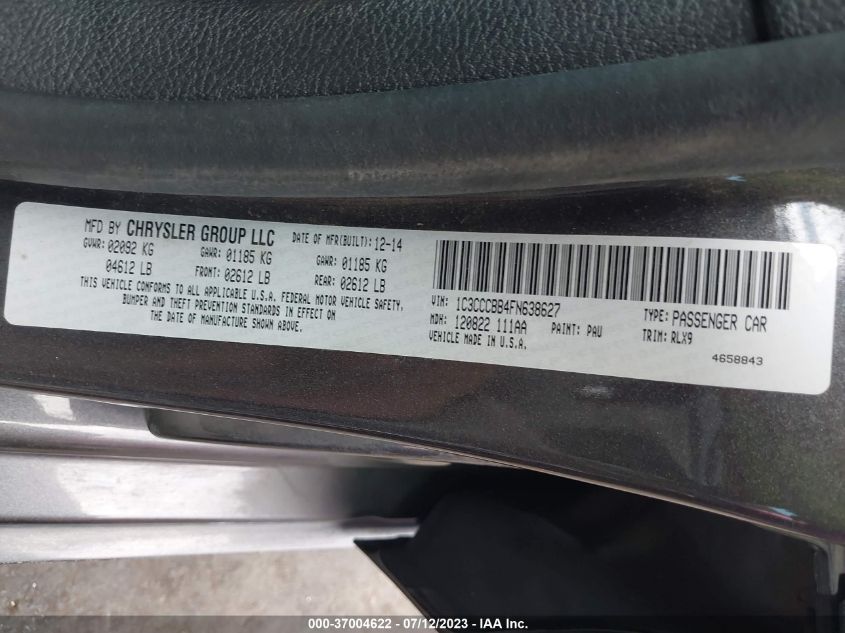 MFD BY CHRYSLER GROUP LLC DATE OF MFR(BUILT): 12-14
GVWR: 02092 KG GAWR: 01185 KG GAWR: 01185 KG
04612 LB FRONT: 02612 LB REAR: 02612 LB
THIS VEHICLE CONFORMS TO ALL APPLICABLE U.S.A. FEDERAL MOTOR VEHICLE SAFETY,
BUMPER AND THEFT PREVENTION STANDARDS IN EFFECT ON
THE DATE OF MANUFACTURE SHOWN ABOVE.
VIN: 1C3CCCBB4FN638627 TYPE: PASSENGER CAR
MDH: 120822 111AA PAINT: PAU TRIM: RLX9
VEHICLE MADE IN U.S.A.
4658843
000-37004622 - 07/12/2023 - IAA Inc.